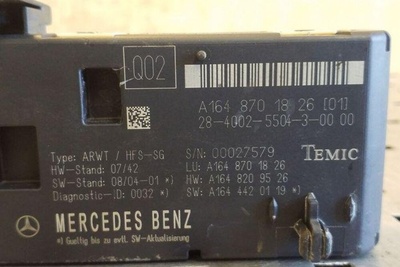 Q02
A164 870 18 26 [01]
28-4002-5504-3-00 00
Type: ARWT / HFS-SG
S/N: 00027579
TEMIC
HW-Stand: 07/42
LU: A164 870 18 26
SW-Stand: 08/04-01 *)
HW: A164 820 95 26
Diagnostic-ID: 0032 *)
SW: A164 442 01 19 *)
MERCEDES BENZ
*) Gueltig bis zu evtl. SW-Aktualisierung